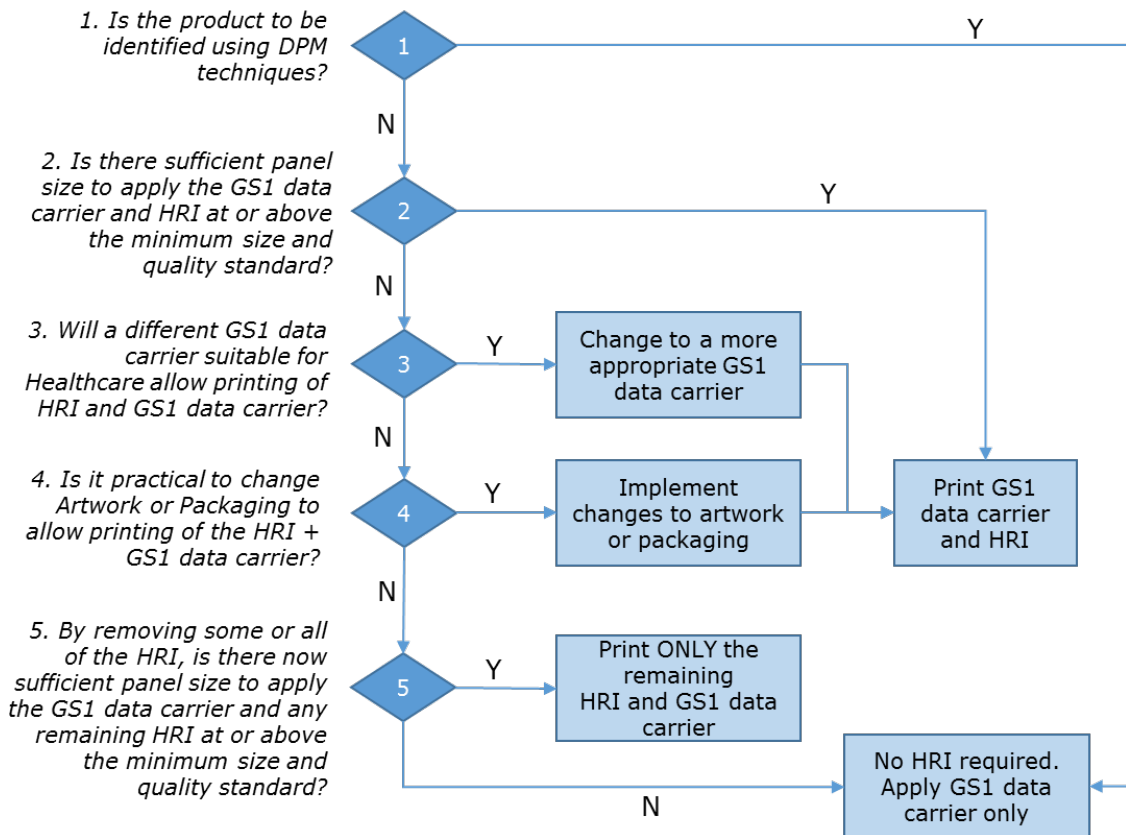 1. Is the product to be
identified using DPM
techniques?
1
Y
N
2. Is there sufficient panel
size to apply the GS1 data
carrier and HRI at or above
the minimum size and
quality standard?
2
Y
N
3. Will a different GS1 data
carrier suitable for
Healthcare allow printing of
HRI and GS1 data carrier?
3
Y
Change to a more
appropriate GS1
data carrier
N
4. Is it practical to change
Artwork or Packaging to
allow printing of the HRI +
GS1 data carrier?
4
Y
Implement
changes to artwork
or packaging
Print GS1
data carrier
and HRI
N
5. By removing some or all
of the HRI, is there now
sufficient panel size to apply
the GS1 data carrier and any
remaining HRI at or above
the minimum size and
quality standard?
5
Y
Print ONLY the
remaining
HRI and GS1 data
carrier
N
No HRI required.
Apply GS1 data
carrier only